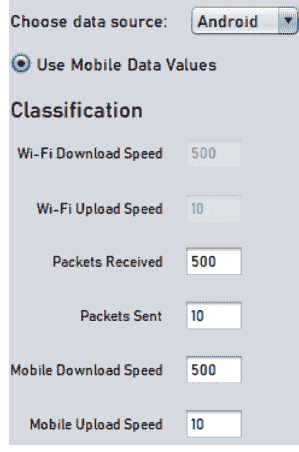 Choose data source: Android
Use Mobile Data Values
Classification
Wi-Fi Download Speed 500
Wi-Fi Upload Speed 10
Packets Received 500
Packets Sent 10
Mobile Download Speed 500
Mobile Upload Speed 10